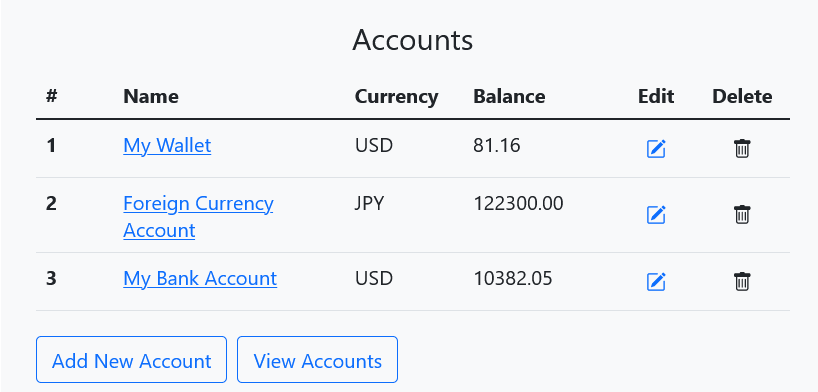 Accounts
# Name Currency Balance Edit Delete
1 My Wallet USD 81.16
2 Foreign Currency JPY 122300.00
Account
3 My Bank Account USD 10382.05
Add New Account View Accounts